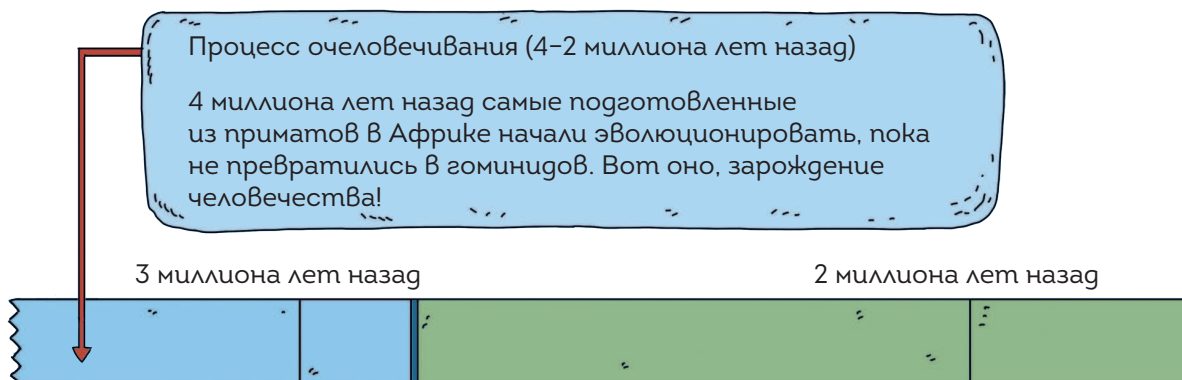 Процесс очеловечивания (4–2 миллиона лет назад)
4 миллиона лет назад самые подготовленные
из приматов в Африке начали эволюционировать, пока
не превратились в гоминидов. Вот оно, зарождение
человечества!
3 миллиона лет назад
2 миллиона лет назад